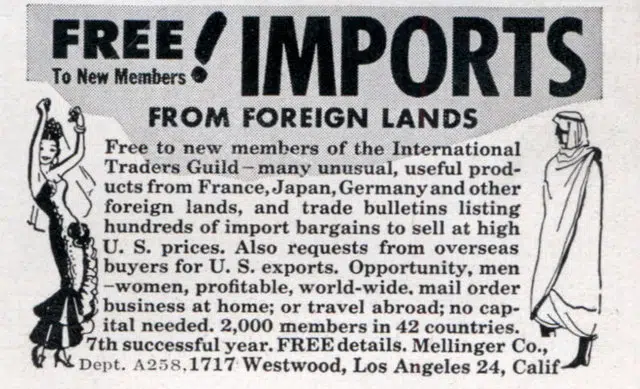 FREE! IMPORTS
To New Members
FROM FOREIGN LANDS
Free to new members of the International
Traders Guild–many unusual, useful prod-
ucts from France, Japan, Germany and other
foreign lands, and trade bulletins listing
hundreds of import bargains to sell at high
U. S. prices. Also requests from overseas
buyers for U. S. exports. Opportunity, men
–women, profitable, world-wide, mail order
business at home; or travel abroad; no cap-
ital needed. 2,000 members in 42 countries.
7th successful year. FREE details. Mellinger Co.,
Dept. A258, 1717 Westwood, Los Angeles 24, Calif